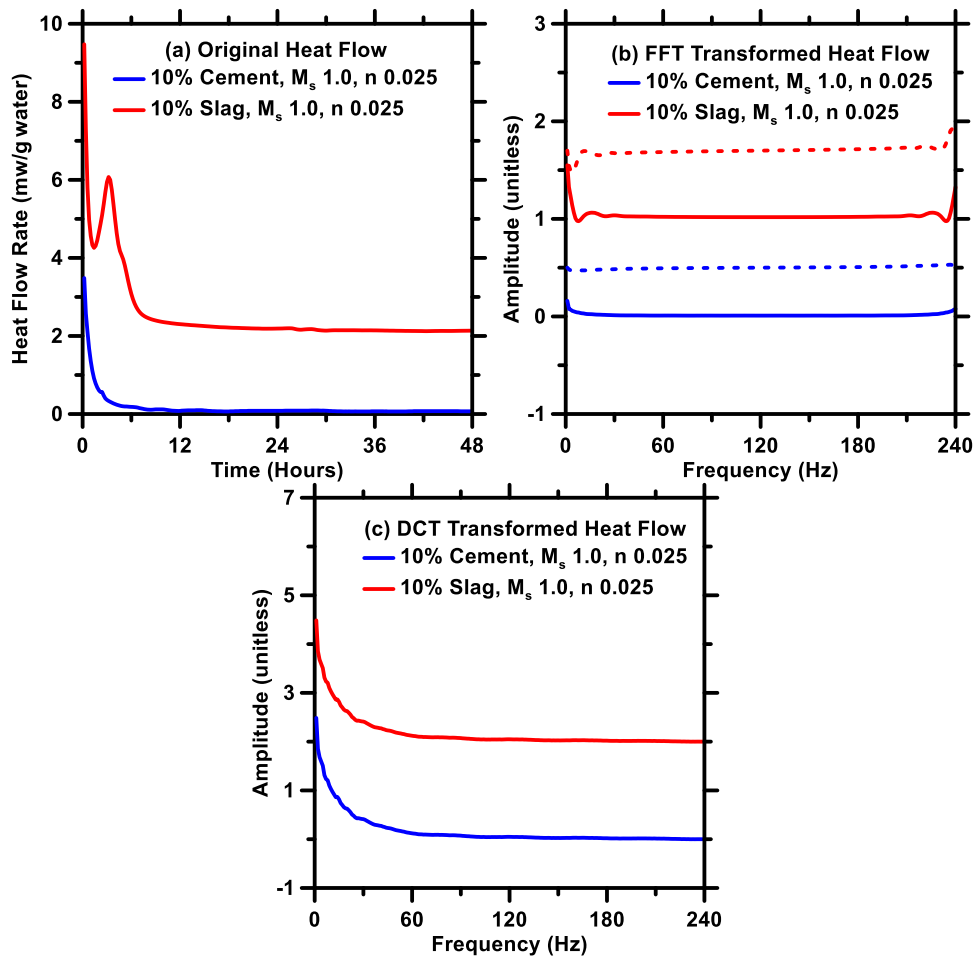 (a) Original Heat Flow
10% Cement, Ms 1.0, n 0.025
10% Slag, Ms 1.0, n 0.025
Heat Flow Rate (mw/g water)
10
8
6
4
2
0
0 12 24 36 48
Time (Hours)
(b) FFT Transformed Heat Flow
10% Cement, Ms 1.0, n 0.025
10% Slag, Ms 1.0, n 0.025
Amplitude (unitless)
3
2
1
0
-1
0 60 120 180 240
Frequency (Hz)
(c) DCT Transformed Heat Flow
10% Cement, Ms 1.0, n 0.025
10% Slag, Ms 1.0, n 0.025
Amplitude (unitless)
7
5
3
1
-1
0 60 120 180 240
Frequency (Hz)